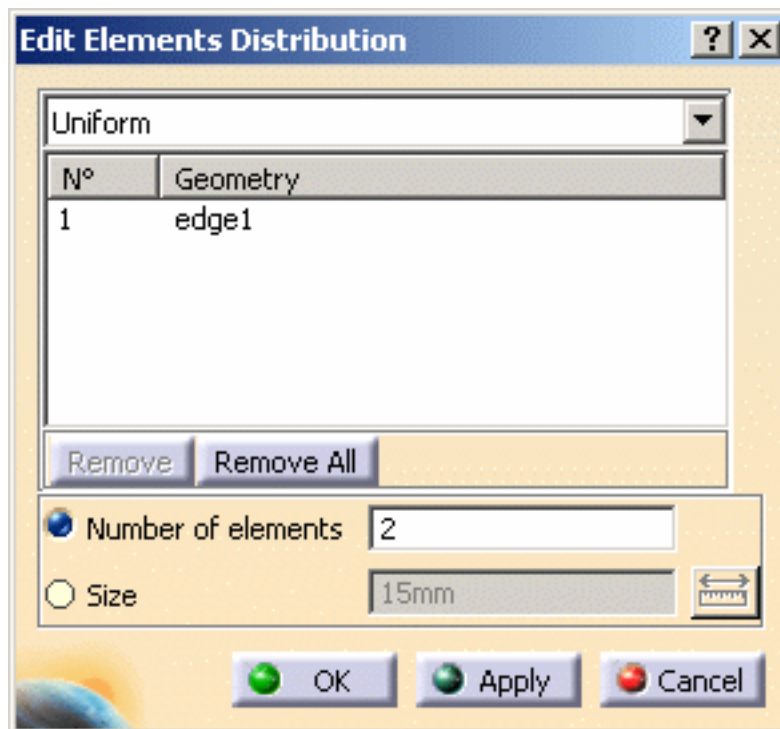 Edit Elements Distribution ? X
Uniform
N° Geometry
1 edge1
Remove Remove All
Number of elements 2
Size 15mm
OK Apply Cancel